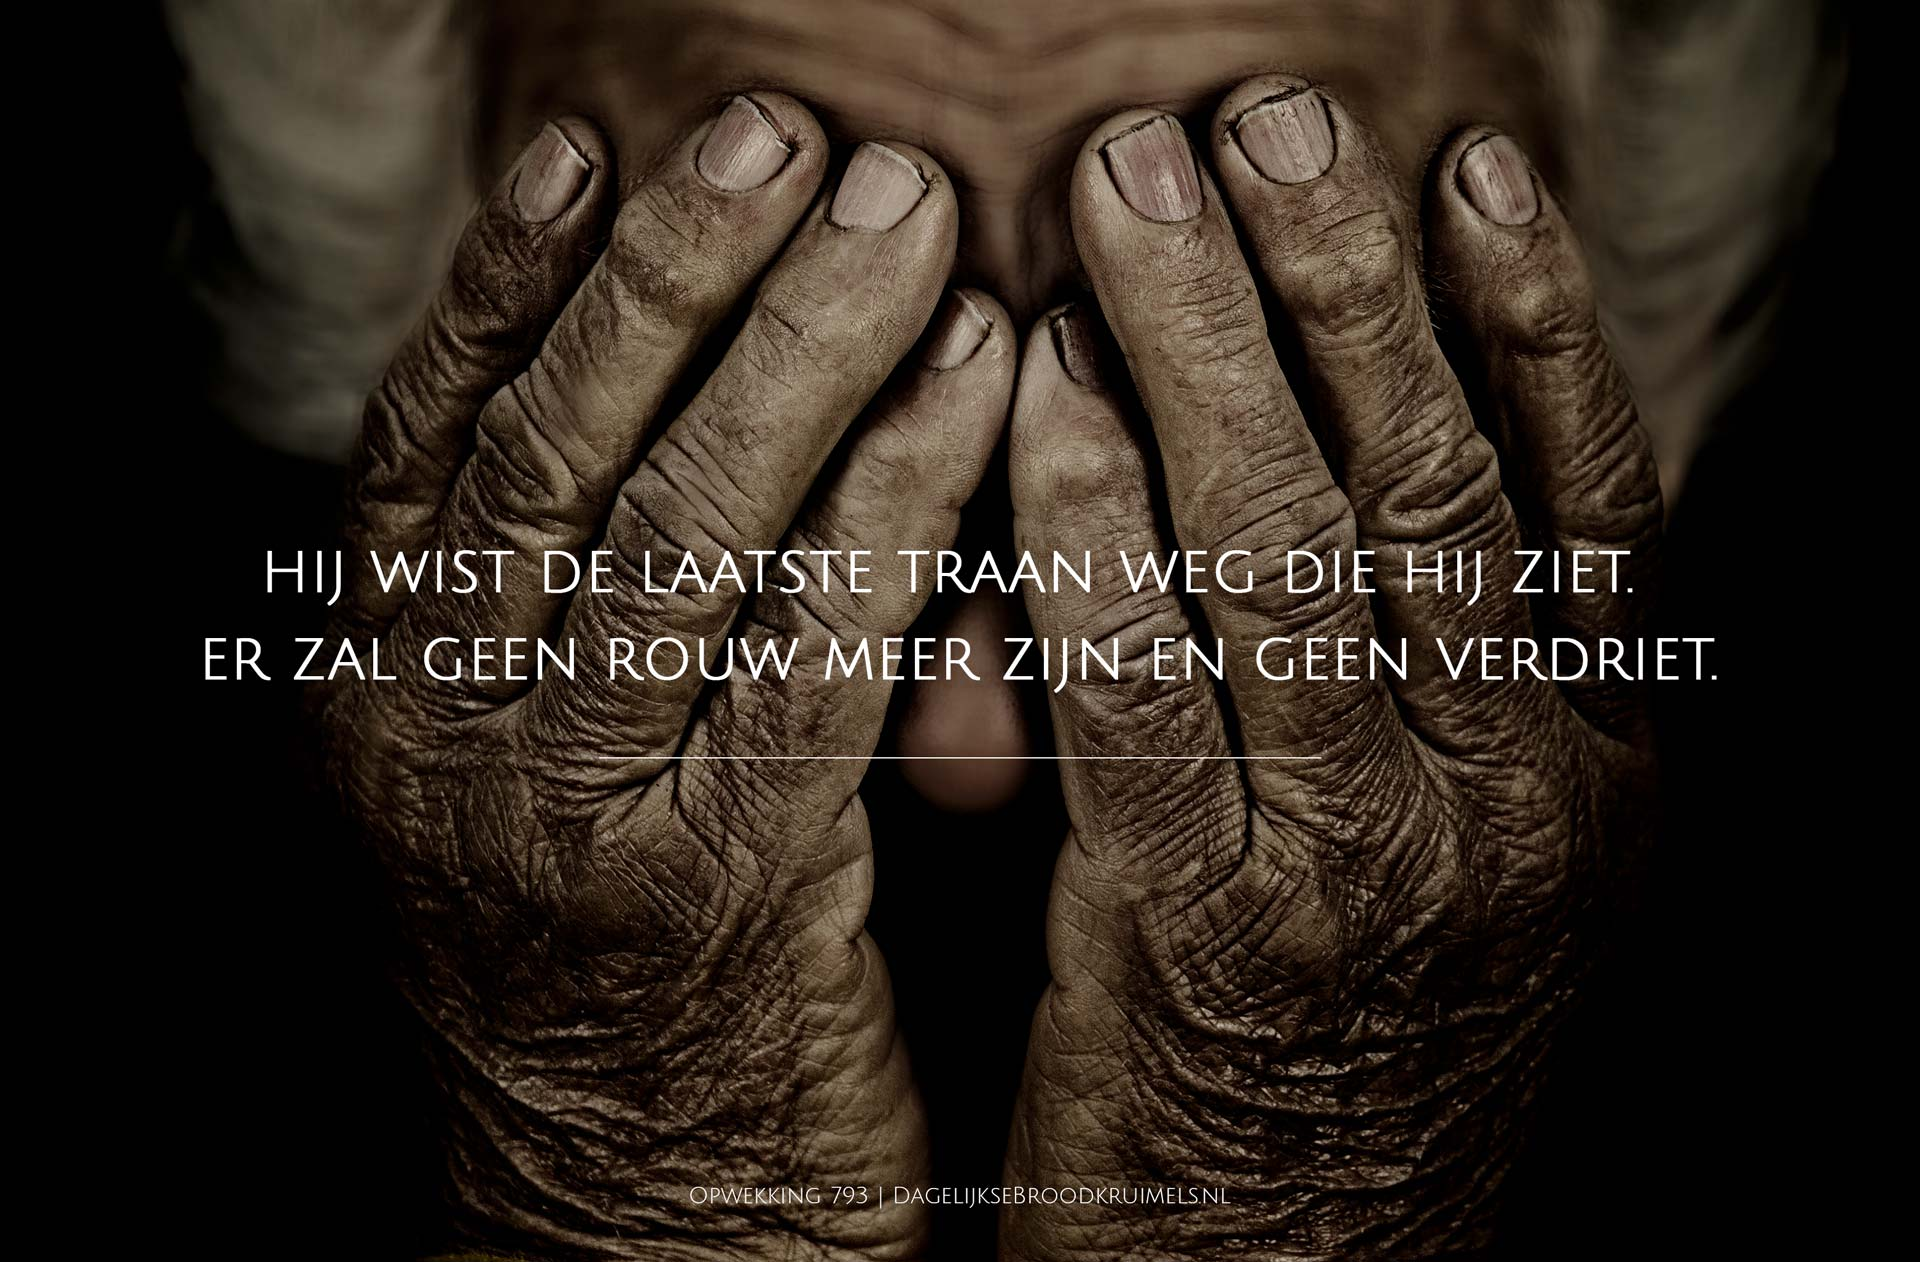 HIJ WIST DE LAATSTE TRAAN WEG DIE HIJ ZIET.
ER ZAL GEEN ROUW MEER ZIJN EN GEEN VERDRIET.
OPWEKKING 793 | DAGELIJKSEBROODKRUIMELS.NL